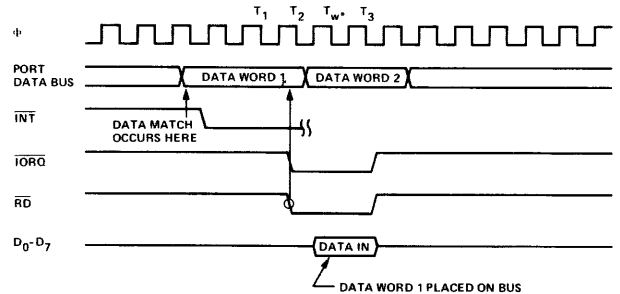 T1 T2 Tw* T3
Φ
PORT
DATA BUS
DATA WORD 1 DATA WORD 2
INT
DATA MATCH
OCCURS HERE
IORQ
RD
D0-D7
DATA IN
DATA WORD 1 PLACED ON BUS